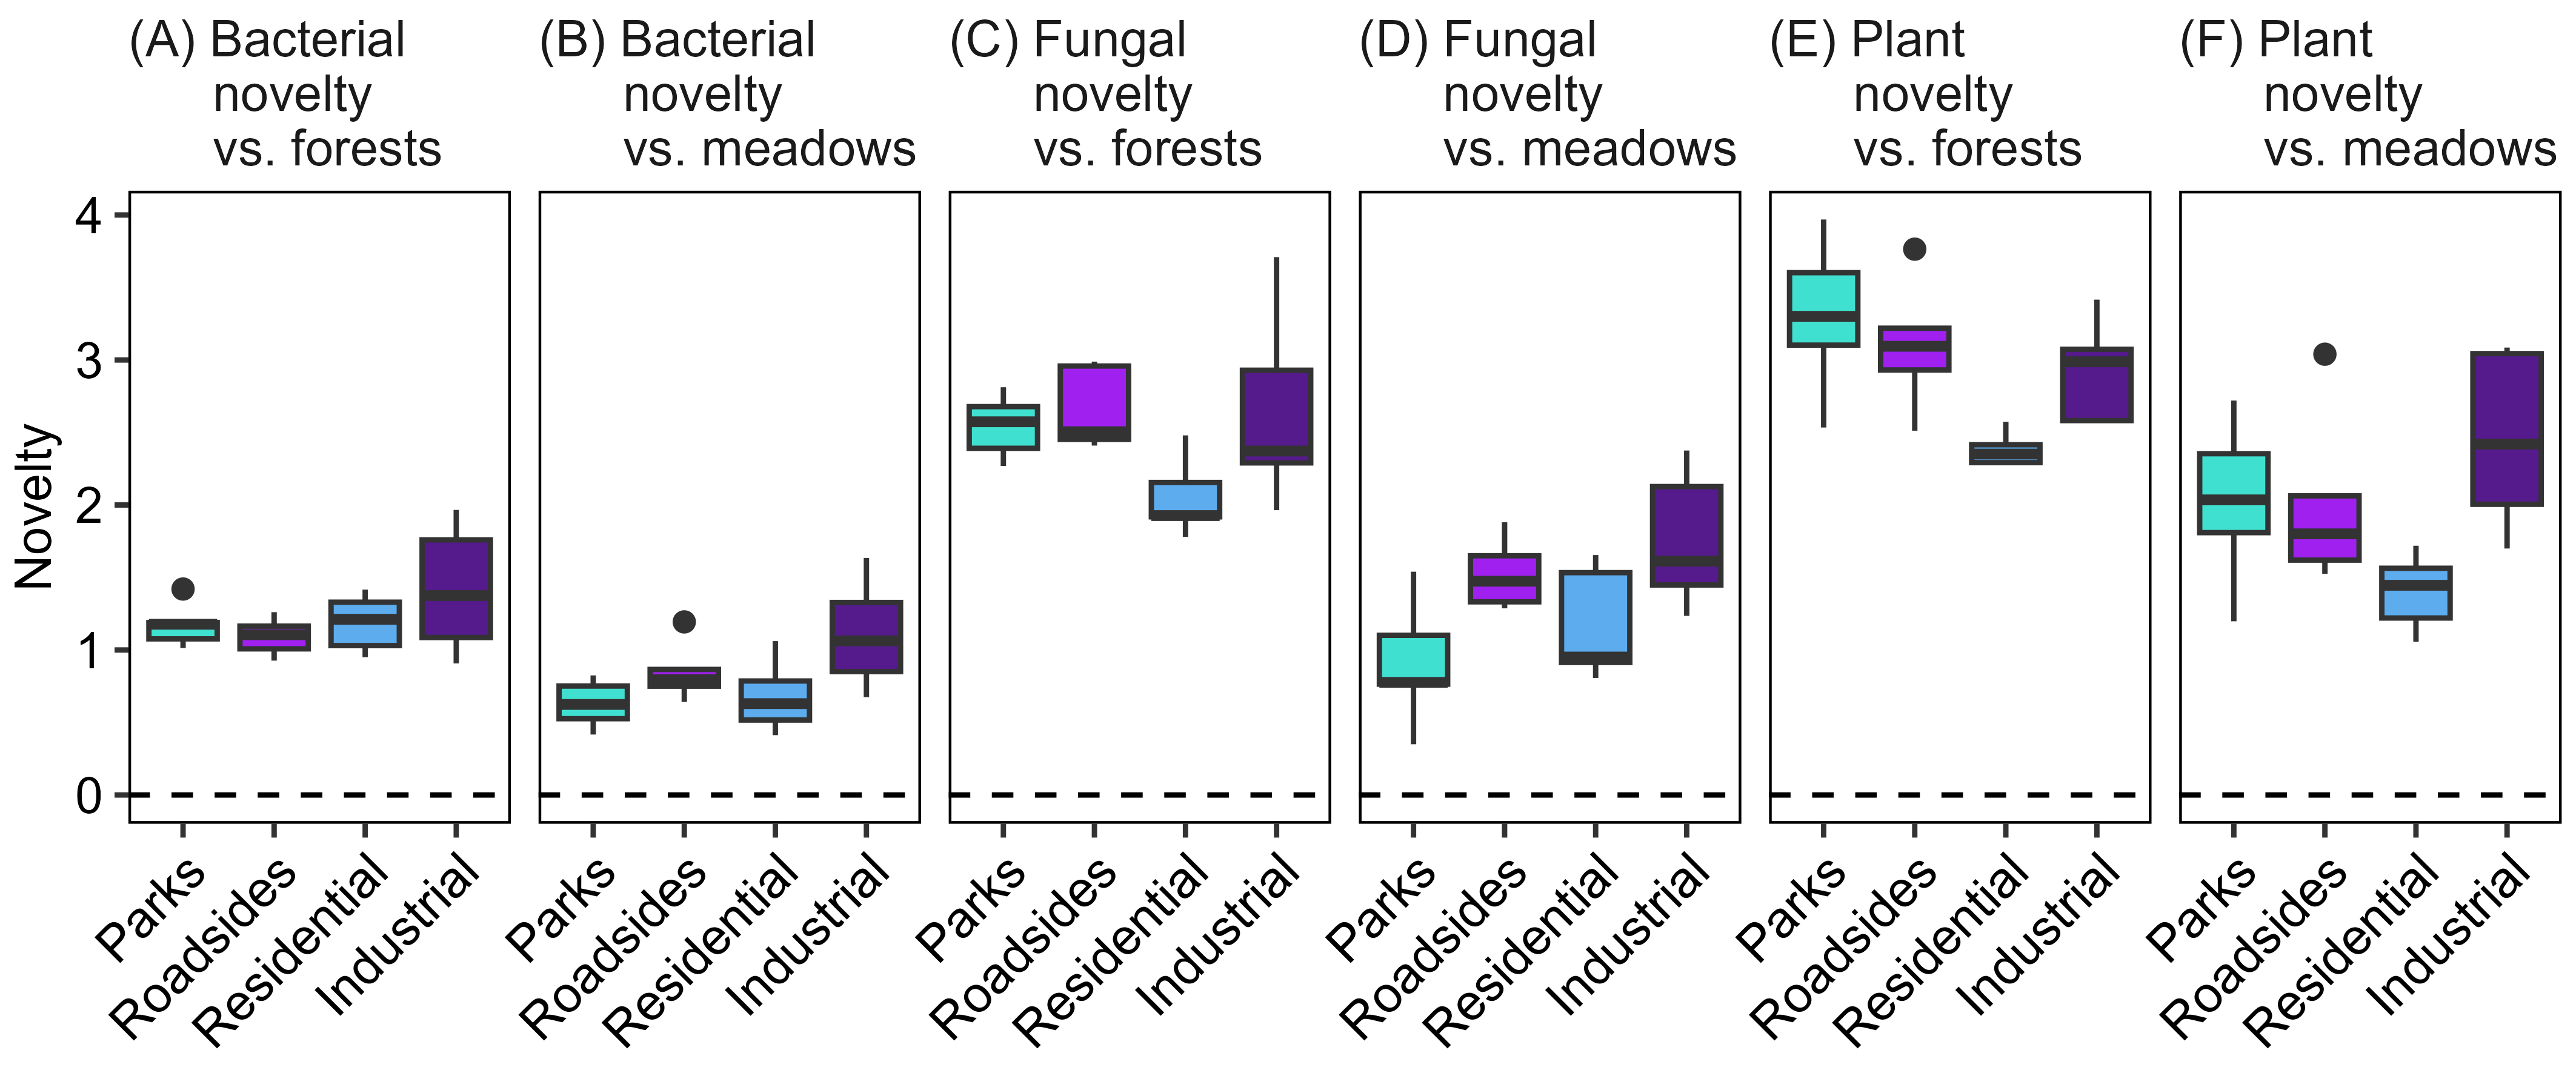 (A) Bacterial
novelty
vs. forests
(B) Bacterial
novelty
vs. meadows
(C) Fungal
novelty
vs. forests
(D) Fungal
novelty
vs. meadows
(E) Plant
novelty
vs. forests
(F) Plant
novelty
vs. meadows
Novelty
4
3
2
1
0
Parks
Roadsides
Residential
Industrial
Parks
Roadsides
Residential
Industrial
Parks
Roadsides
Residential
Industrial
Parks
Roadsides
Residential
Industrial
Parks
Roadsides
Residential
Industrial
Parks
Roadsides
Residential
Industrial